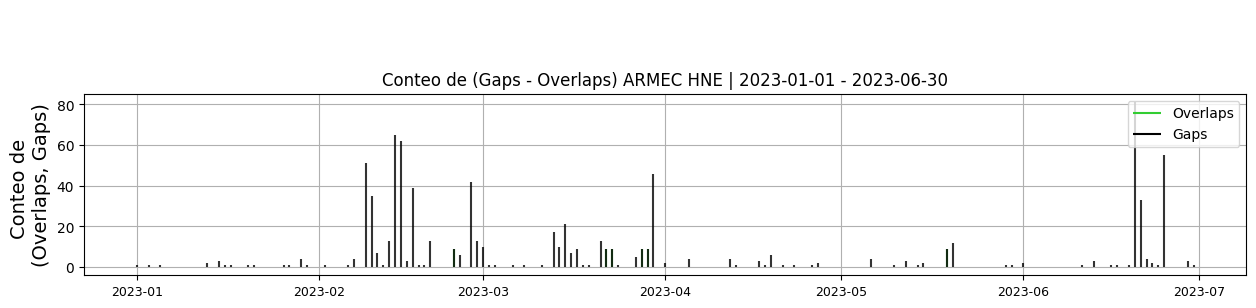 Conteo de (Gaps - Overlaps) ARMEC HNE | 2023-01-01 - 2023-06-30
Conteo de
(Overlaps, Gaps)
80
60
40
20
0
Overlaps
Gaps
2023-01
2023-02
2023-03
2023-04
2023-05
2023-06
2023-07